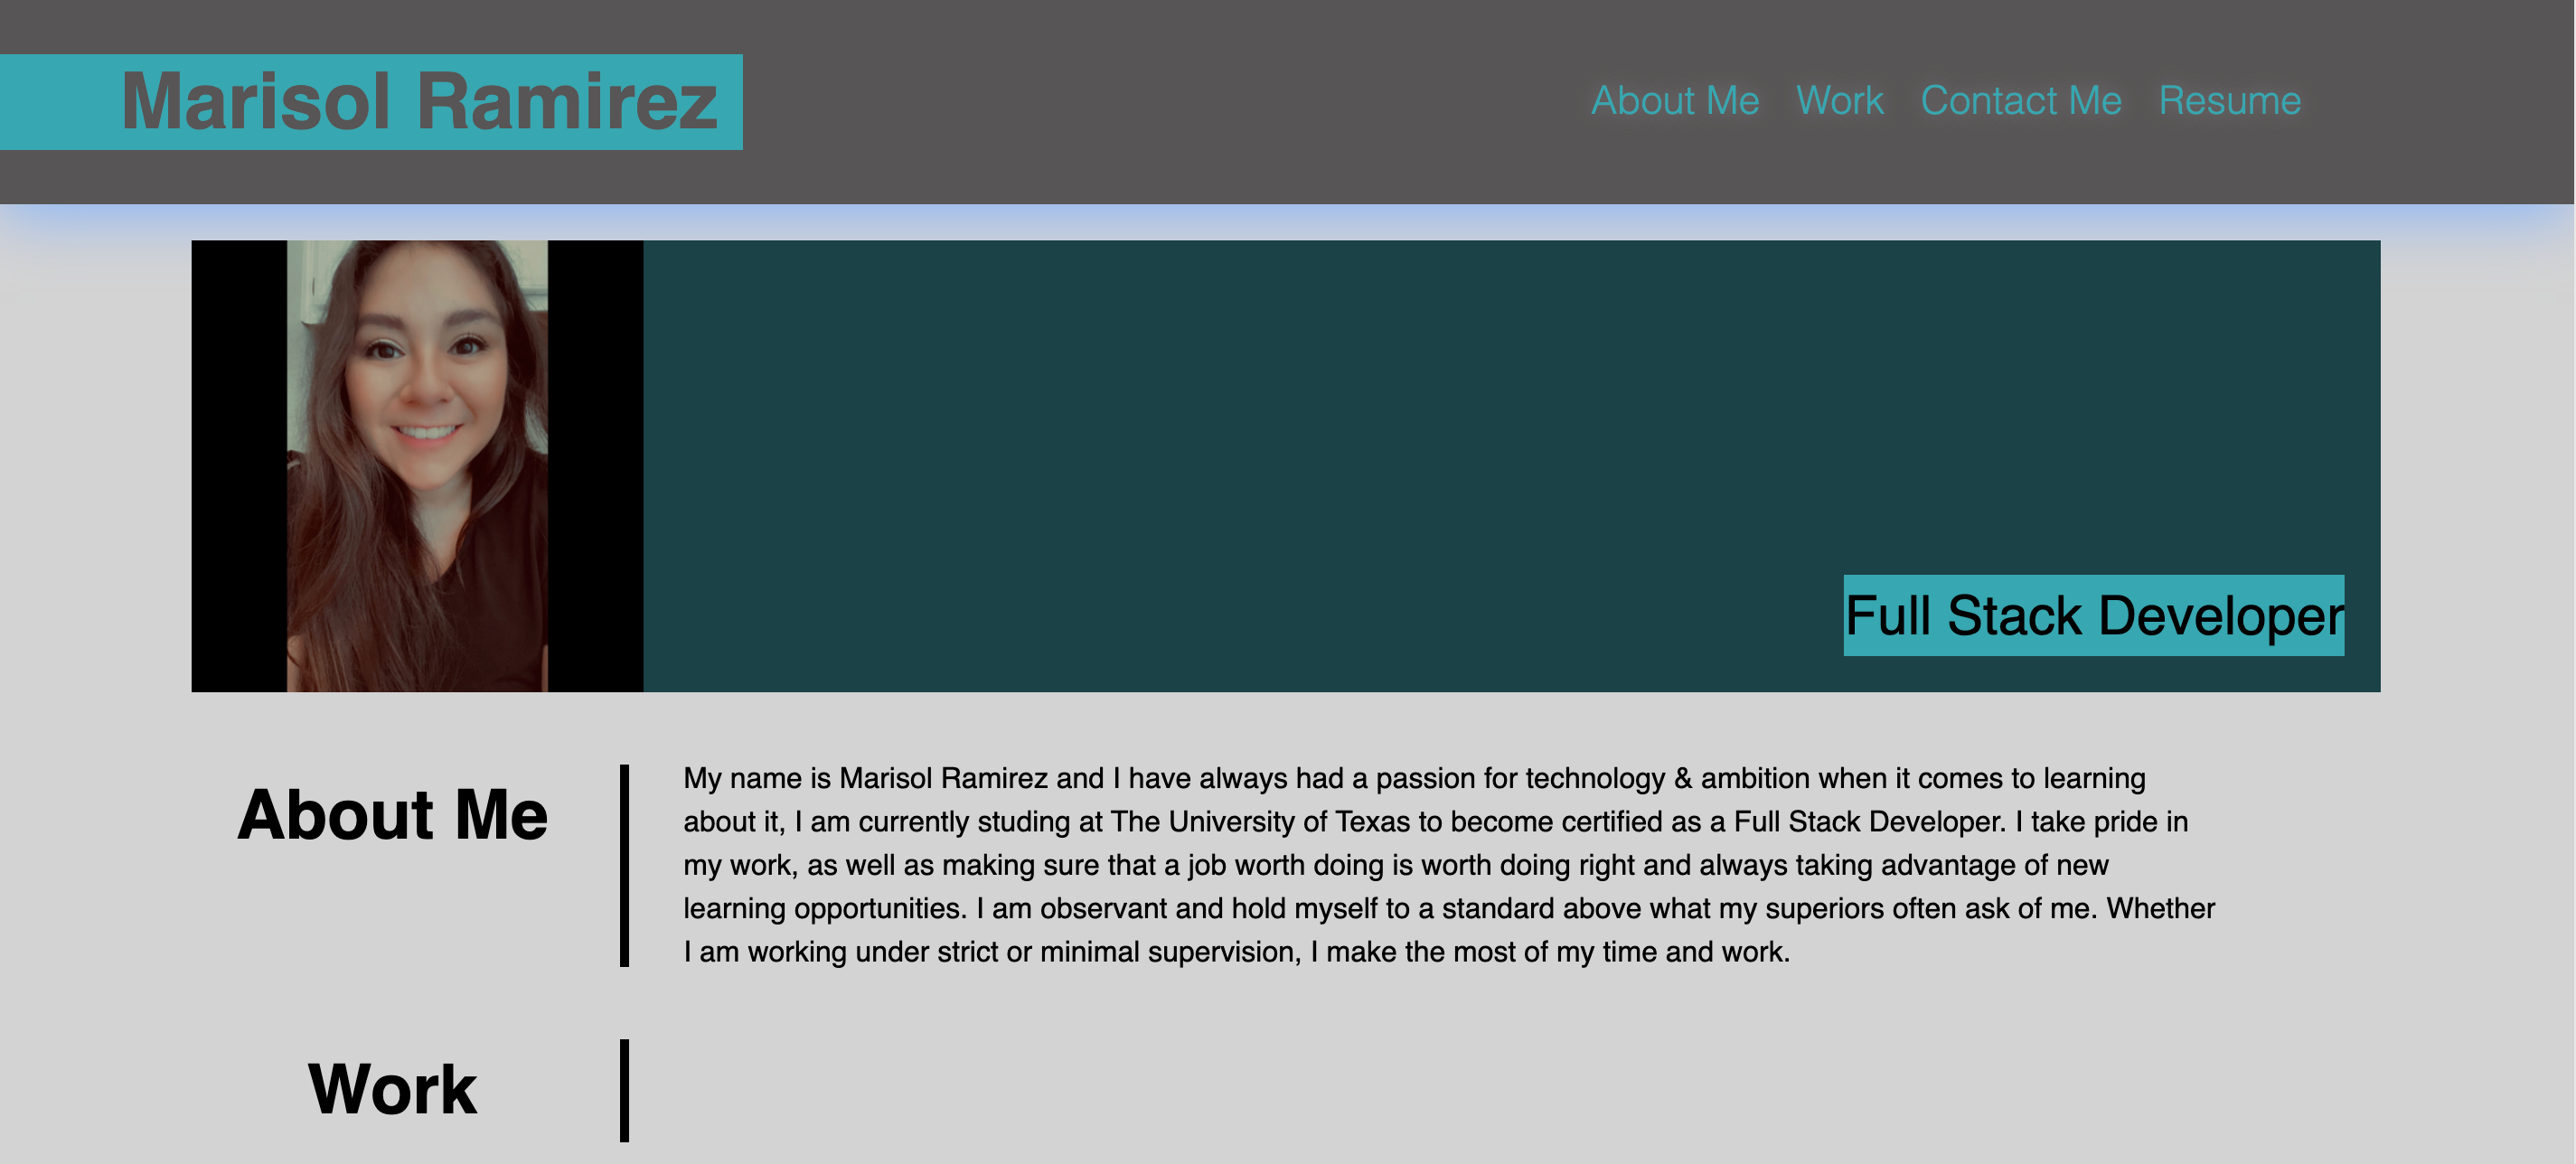 Marisol Ramirez
About Me Work Contact Me Resume
Full Stack Developer
About Me
My name is Marisol Ramirez and I have always had a passion for technology & ambition when it comes to learning
about it, I am currently studing at The University of Texas to become certified as a Full Stack Developer. I take pride in
my work, as well as making sure that a job worth doing is worth doing right and always taking advantage of new
learning opportunities. I am observant and hold myself to a standard above what my superiors often ask of me. Whether
I am working under strict or minimal supervision, I make the most of my time and work.
Work